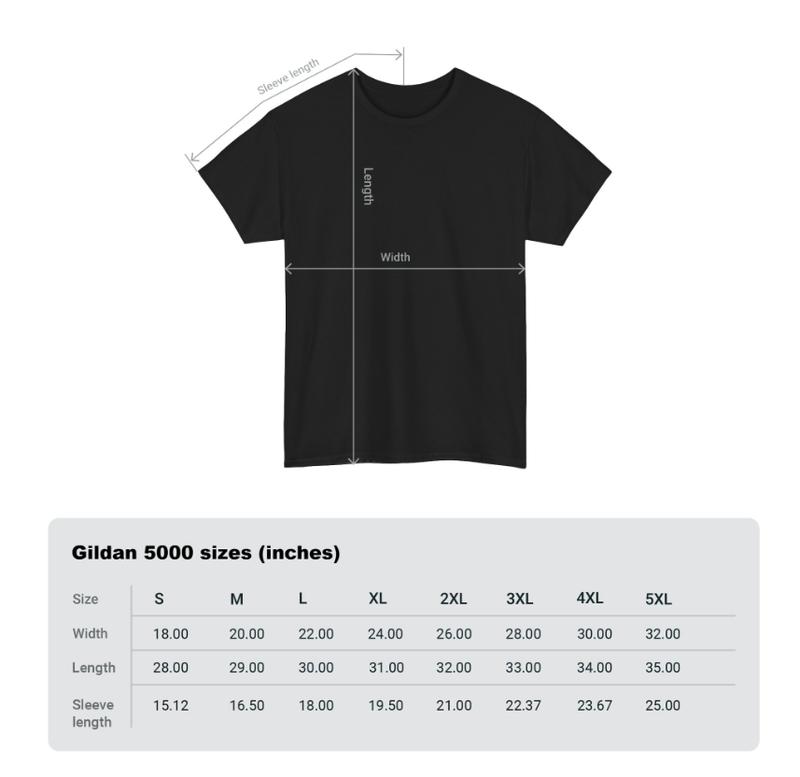 Sleeve length
Length
Width
Gildan 5000 sizes (inches)
Size S M L XL 2XL 3XL 4XL 5XL
Width 18.00 20.00 22.00 24.00 26.00 28.00 30.00 32.00
Length 28.00 29.00 30.00 31.00 32.00 33.00 34.00 35.00
Sleeve length 15.12 16.50 18.00 19.50 21.00 22.37 23.67 25.00